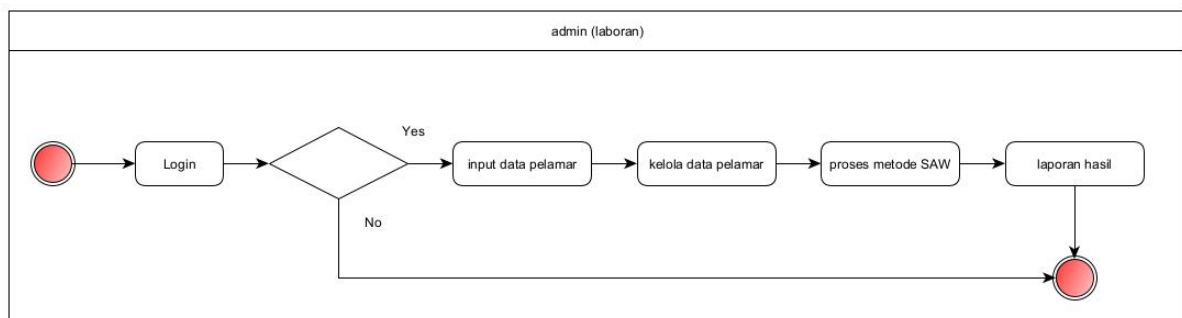 admin (laboran)
Login
Yes
No
input data pelamar
kelola data pelamar
proses metode SAW
laporan hasil